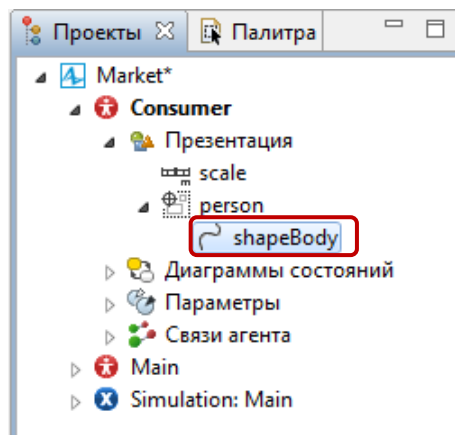 Проекты Палитра
Market*
Consumer
Презентация
scale
person
shapeBody
Диаграммы состояний
Параметры
Связи агента
Main
Simulation: Main